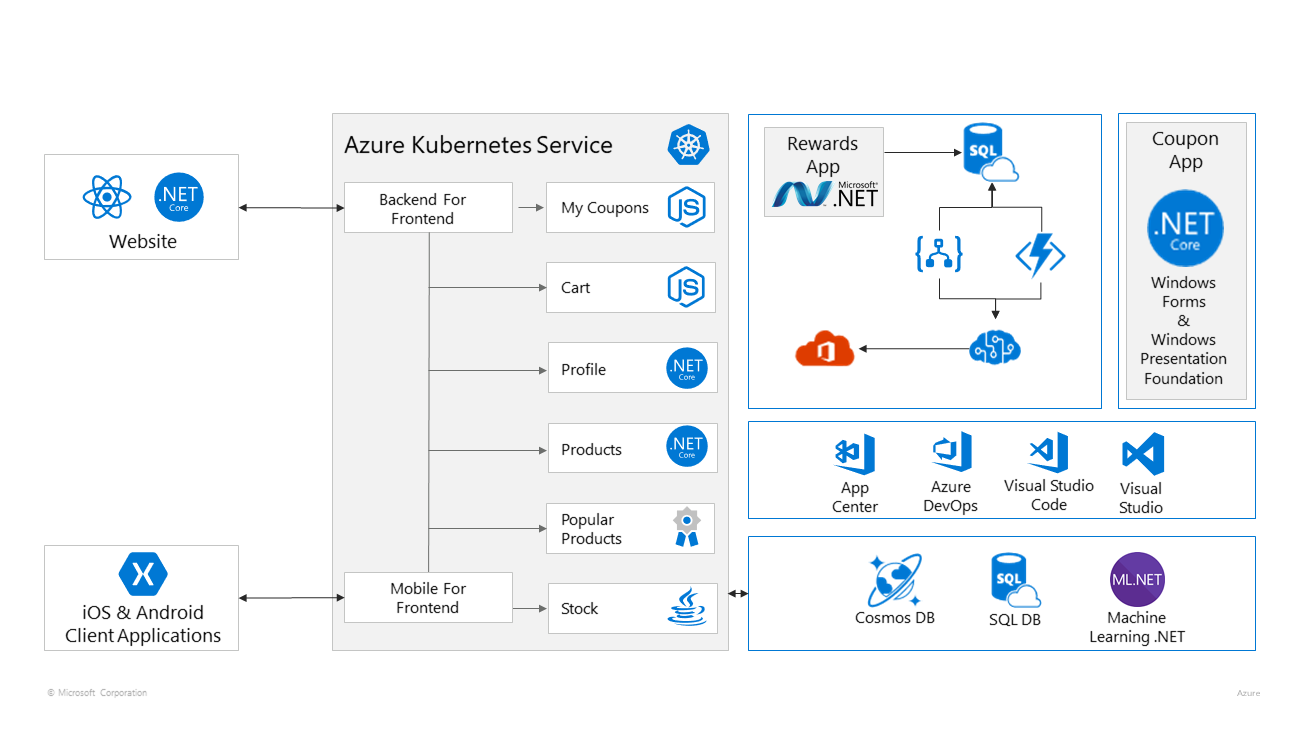 Azure Kubernetes Service
.NET
Core
Website
Backend For
Frontend
My Coupons
JS
Cart
JS
Profile
.NET
Core
Products
.NET
Core
Popular
Products
Mobile For
Frontend
Stock
X
iOS & Android
Client Applications
Rewards
App
Microsoft®
.NET
SQL
Coupon
App
.NET
Core
Windows
Forms
&
Windows
Presentation
Foundation
App
Center
Azure
DevOps
Visual Studio
Code
Visual
Studio
Cosmos DB
SQL
SQL DB
ML.NET
Machine
Learning .NET
© Microsoft Corporation
Azure